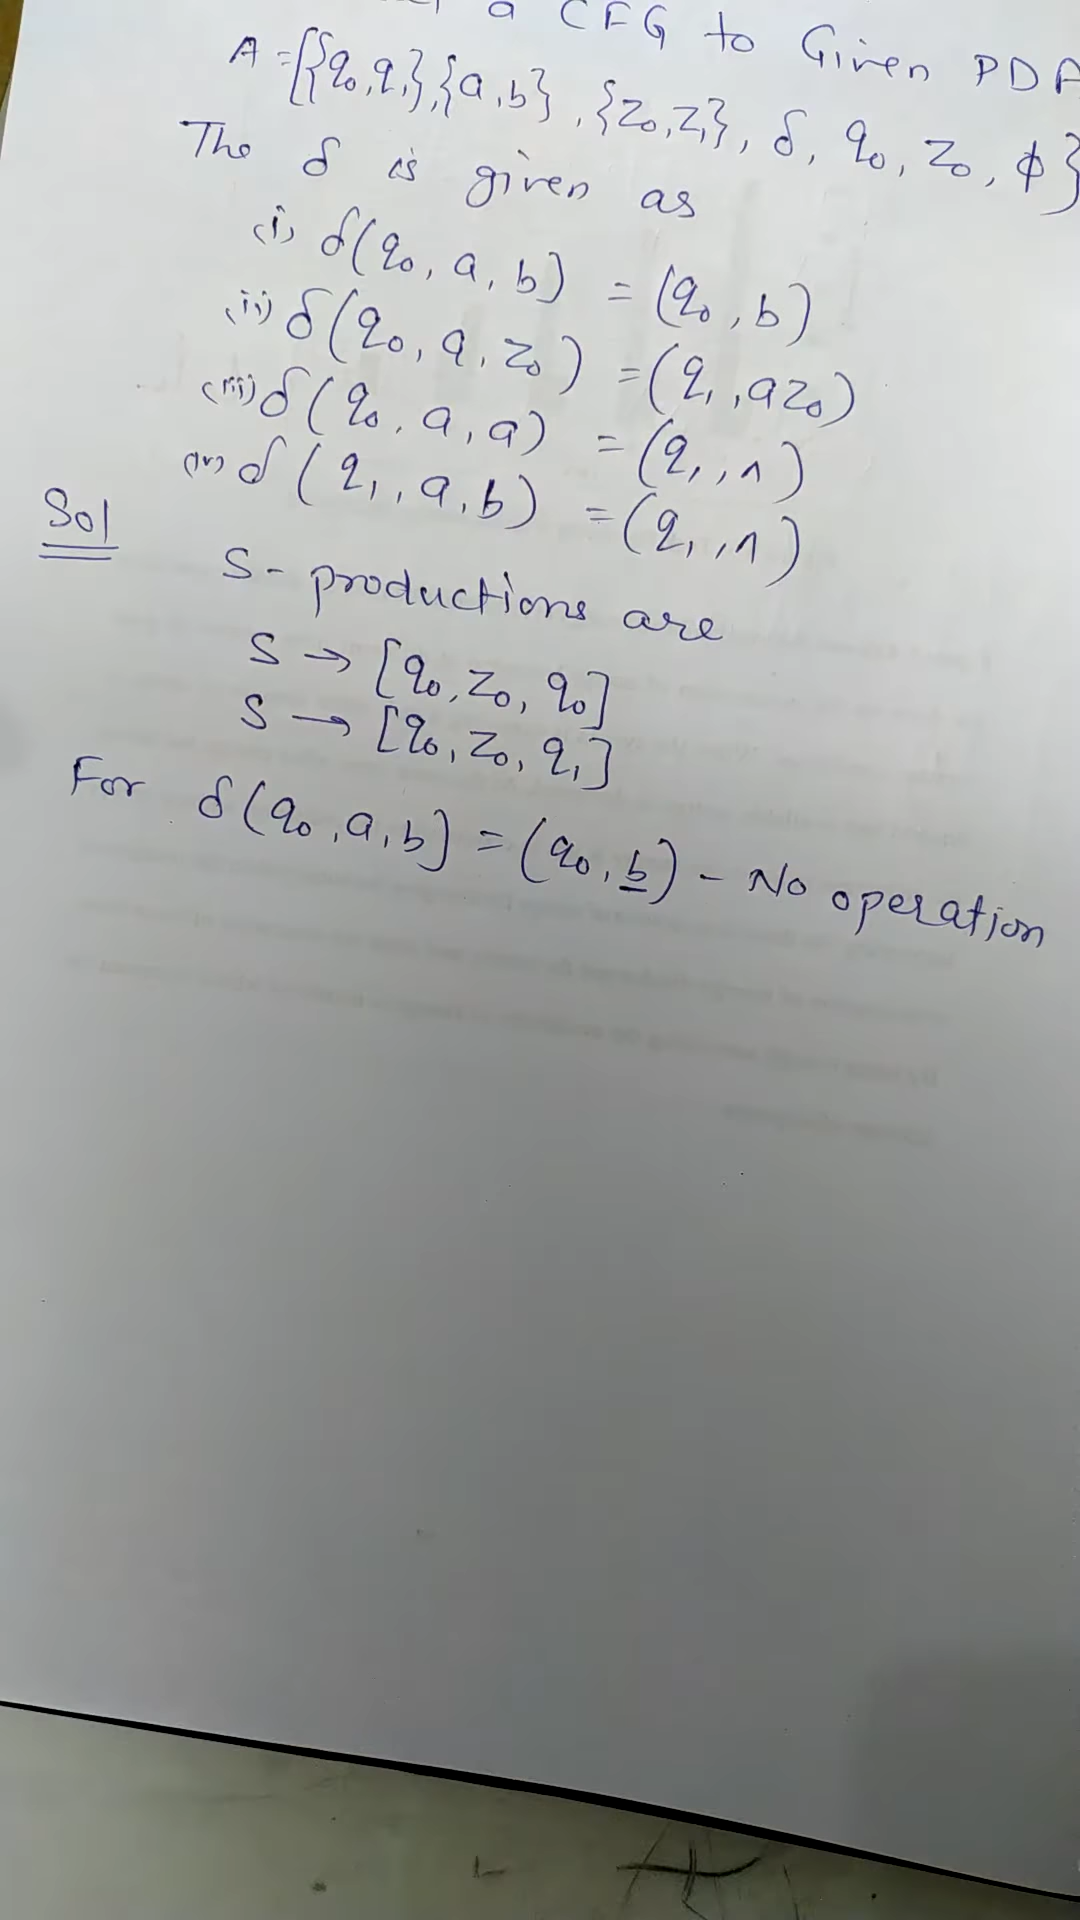 a CFG to Given PDA
A = [{q₀,q₁},{a,b},{z₀,z₁}, δ, q₀, z₀, ϕ}
The δ is given as
(i) δ(q₀, a, b) = (q₀, b)
(ii) δ(q₀, a, z₀) = (q₁, az₀)
(iii) δ(q₀, a, a) = (q₁, ∧)
(iv) δ(q₁, a, b) = (q₁, ∧)
Sol
S - productions are
S → [q₀, z₀, q₀]
S → [q₀, z₀, q₁]
For δ(q₀, a, b] = (q₀, b) - No operation